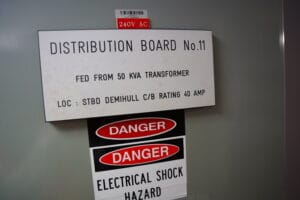 240V AC
DISTRIBUTION BOARD No.11
FED FROM 50 KVA TRANSFORMER
LOC : STBD DEMIHULL C/B RATING 40 AMP
DANGER
DANGER
ELECTRICAL SHOCK
HAZARD